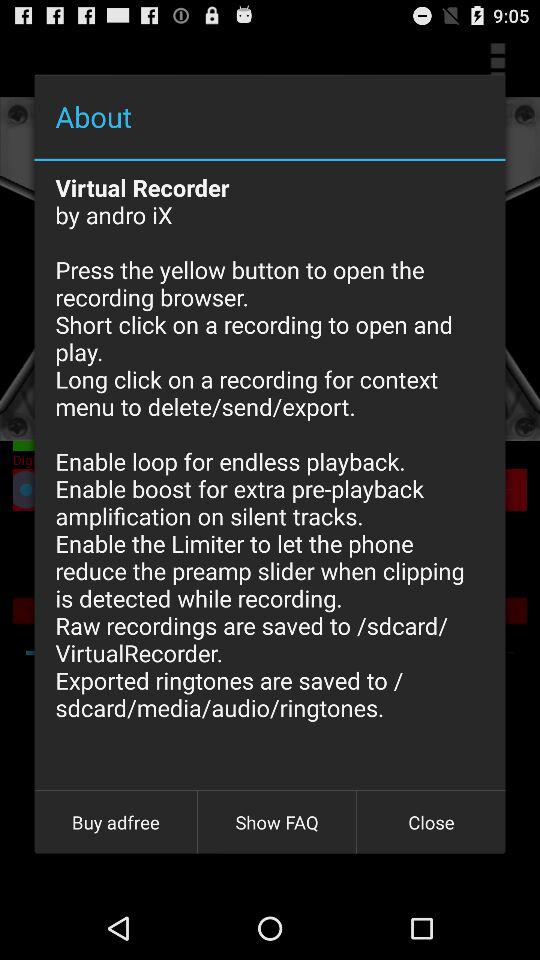 9:05
About
Virtual Recorder
by andro iX
Press the yellow button to open the
recording browser.
Short click on a recording to open and
play.
Long click on a recording for context
menu to delete/send/export.
Enable loop for endless playback.
Enable boost for extra pre-playback
amplification on silent tracks.
Enable the Limiter to let the phone
reduce the preamp slider when clipping
is detected while recording.
Raw recordings are saved to /sdcard/
VirtualRecorder.
Exported ringtones are saved to /
sdcard/media/audio/ringtones.
Dig
Buy adfree
Show FAQ
Close